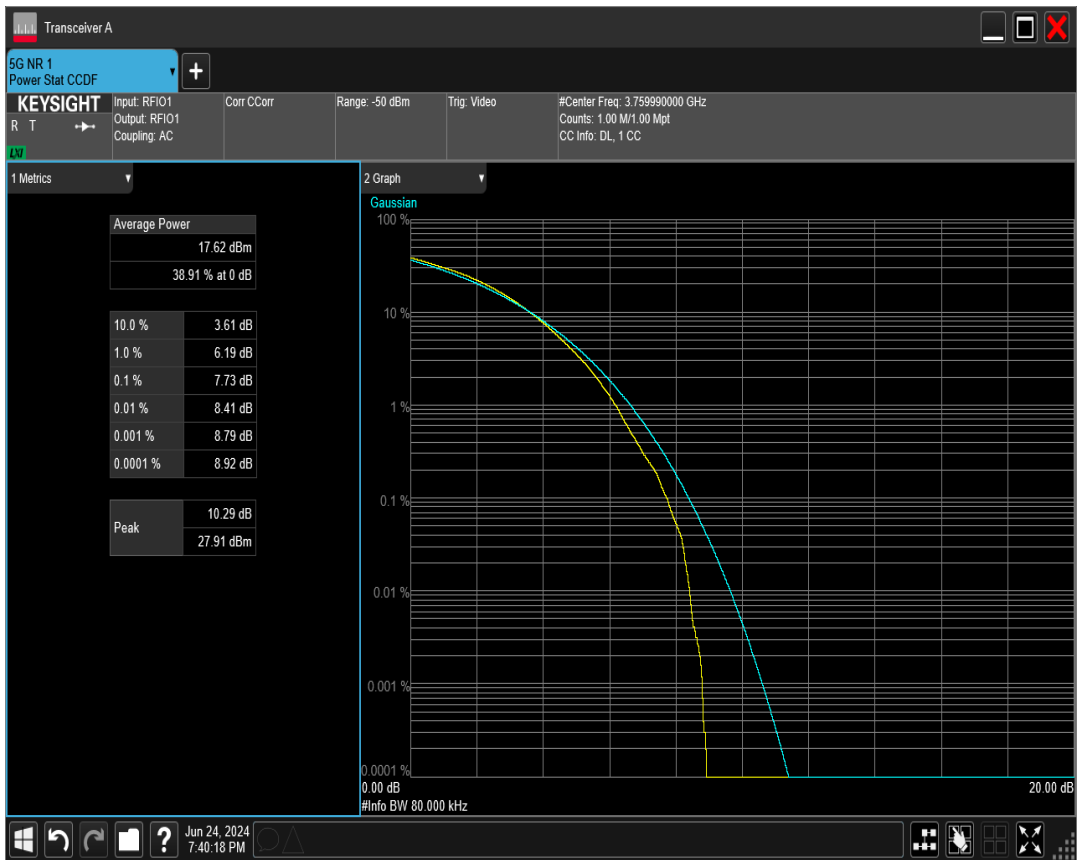 Transceiver A
5G NR 1
Power Stat CCDF
+
KEYSIGHT
R T
LXI
Input: RFIO1
Output: RFIO1
Coupling: AC
Corr CCorr
Range: -50 dBm
Trig: Video
#Center Freq: 3.759990000 GHz
Counts: 1.00 M/1.00 Mpt
CC Info: DL, 1 CC
1 Metrics
Average Power
17.62 dBm
38.91 % at 0 dB
10.0 % 3.61 dB
1.0 % 6.19 dB
0.1 % 7.73 dB
0.01 % 8.41 dB
0.001 % 8.79 dB
0.0001 % 8.92 dB
Peak
10.29 dB
27.91 dBm
2 Graph
Gaussian
100 %
10 %
1 %
0.1 %
0.01 %
0.001 %
0.0001 %
0.00 dB
20.00 dB
#Info BW 80.000 kHz
?
Jun 24, 2024
7:40:18 PM